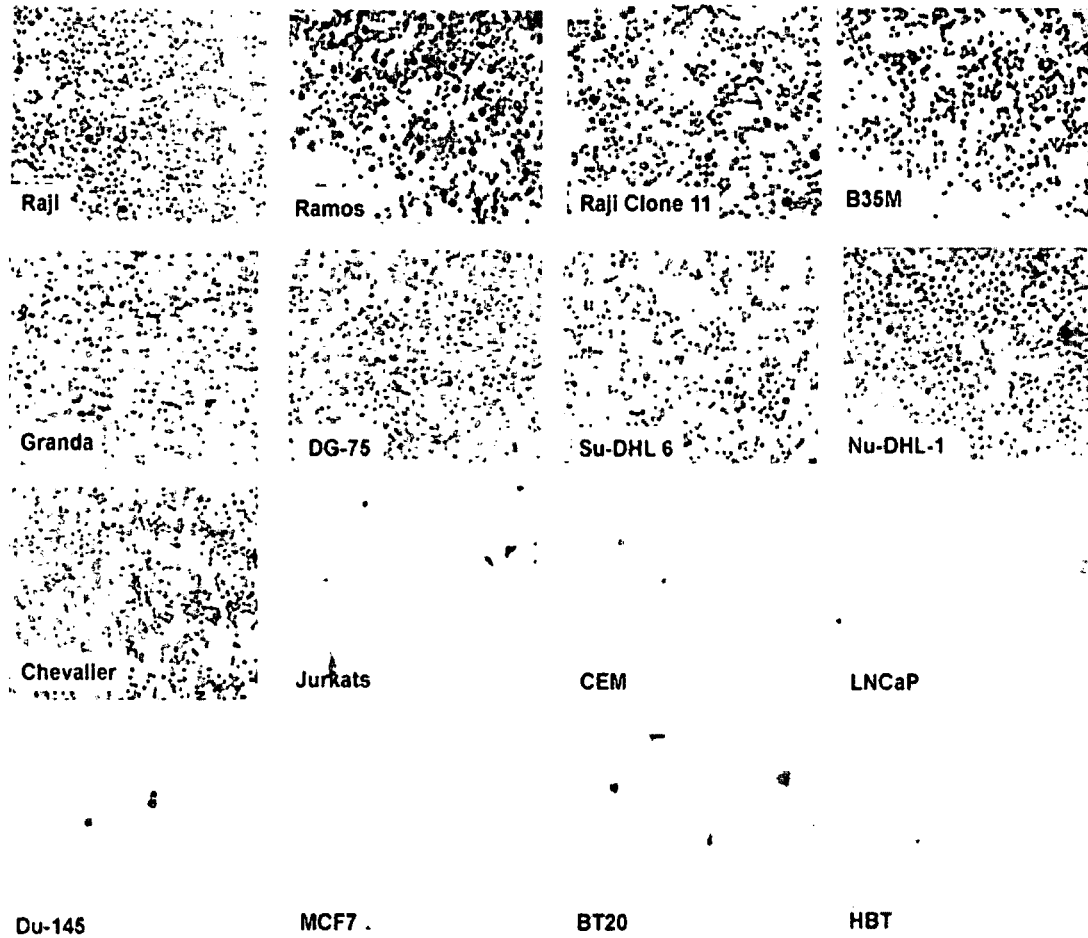 Raji
Ramos
Raji Clone 11
B35M
Granda
DG-75
Su-DHL 6
Nu-DHL-1
Chevalier
Jurkats
CEM
LNCaP
Du-145
MCF7
BT20
HBT